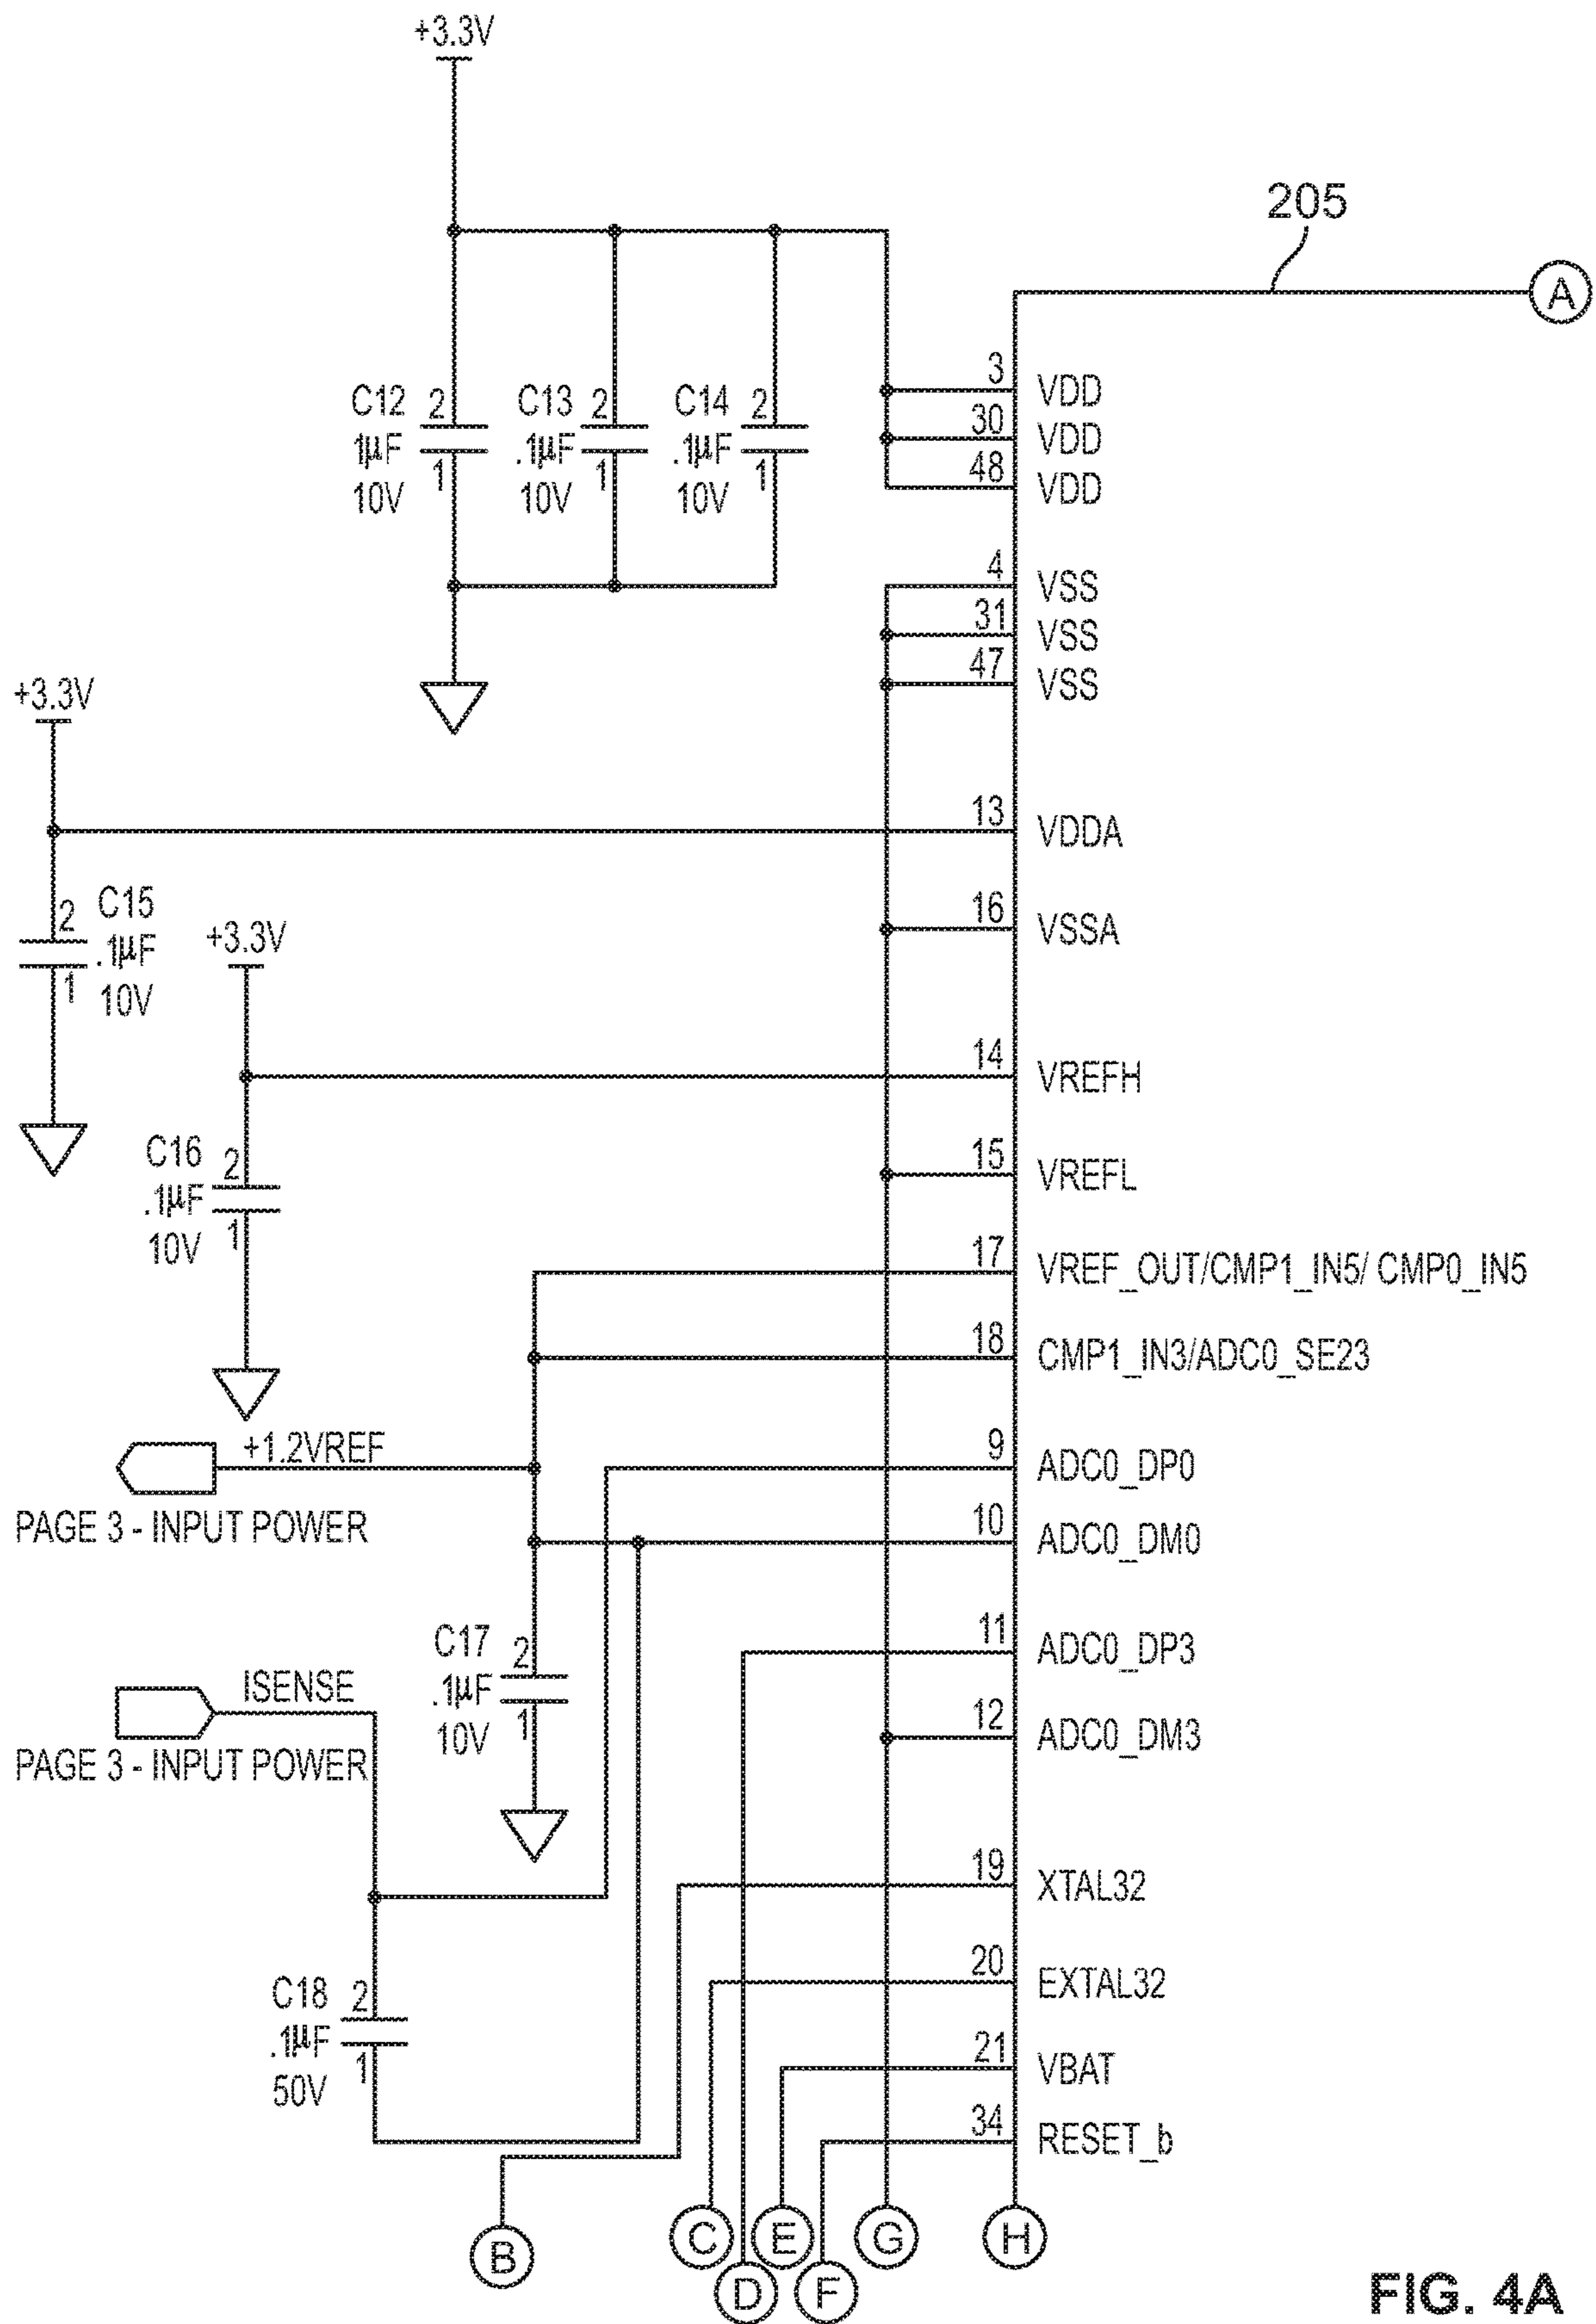 +3.3V
205
A
C12 2
1µF
1
10V
C13 2
.1µF
1
10V
C14 2
.1µF
1
10V
3 VDD
30 VDD
48 VDD
4 VSS
31 VSS
47 VSS
+3.3V
13 VDDA
C15
2
.1µF
1
10V
16 VSSA
+3.3V
14 VREFH
C16 2
.1µF
1
10V
15 VREFL
17 VREF_OUT/CMP1_IN5/ CMP0_IN5
18 CMP1_IN3/ADC0_SE23
+1.2VREF
PAGE 3 - INPUT POWER
9 ADC0_DP0
10 ADC0_DM0
C17 2
.1µF
1
10V
11 ADC0_DP3
ISENSE
PAGE 3 - INPUT POWER
12 ADC0_DM3
19 XTAL32
C18 2
.1µF
1
50V
20 EXTAL32
21 VBAT
34 RESET_b
B
C
D
E
F
G
H
FIG. 4A